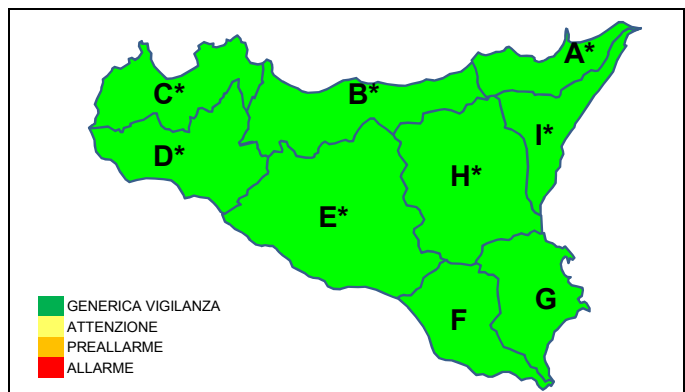 A*
C*
B*
I*
D*
H*
E*
G
F
GENERICA VIGILANZA
ATTENZIONE
PREALLARME
ALLARME